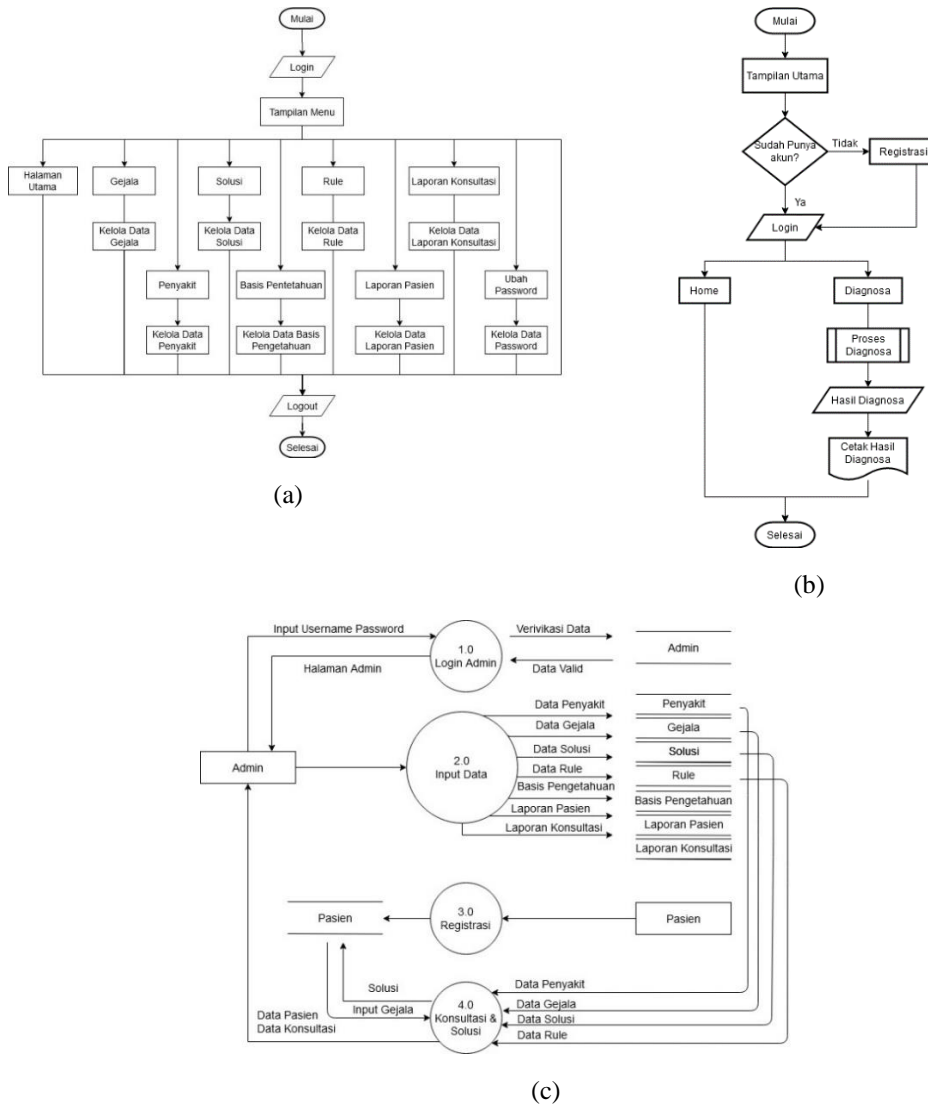 Mulai
Login
Tampilan Menu
Halaman
Utama
Gejala
Solusi
Rule
Laporan Konsultasi
Kelola Data
Gejala
Kelola Data
Solusi
Kelola Data
Rule
Kelola Data
Laporan Konsultasi
Penyakit
Basis Pentetahuan
Laporan Pasien
Ubah
Password
Kelola Data
Penyakit
Kelola Data Basis
Pengetahuan
Kelola Data
Laporan Pasien
Kelola Data
Password
Logout
Selesai
(a)
Mulai
Tampilan Utama
Sudah Punya
akun?
Tidak
Registrasi
Ya
Login
Home
Diagnosa
Proses
Diagnosa
Hasil Diagnosa
Cetak Hasil
Diagnosa
Selesai
(b)
Input Username Password
Halaman Admin
1.0
Login Admin
Verivikasi Data
Data Valid
Admin
Admin
2.0
Input Data
Data Penyakit
Data Gejala
Data Solusi
Data Rule
Basis Pengetahuan
Laporan Pasien
Laporan Konsultasi
Penyakit
Gejala
Solusi
Rule
Basis Pengetahuan
Laporan Pasien
Laporan Konsultasi
Pasien
3.0
Registrasi
Pasien
Solusi
Input Gejala
Data Pasien
Data Konsultasi
4.0
Konsultasi &
Solusi
Data Penyakit
Data Gejala
Data Solusi
Data Rule
(c)